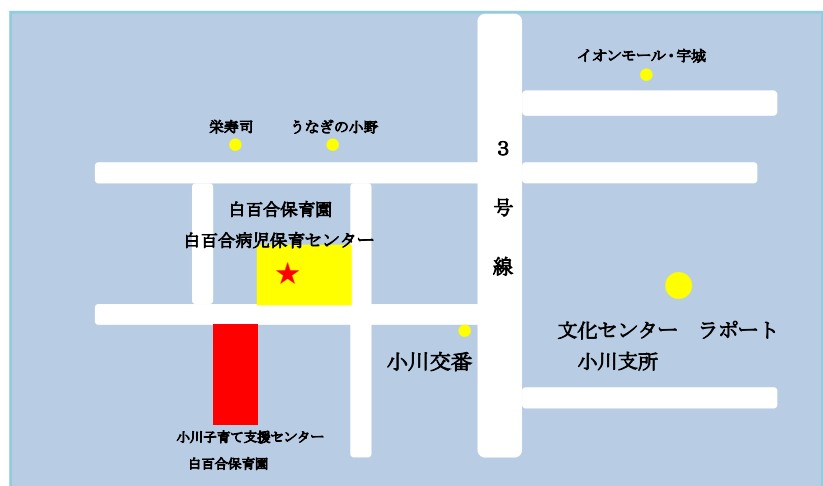 イオンモール・宇城
栄寿司
うなぎの小野
3号線
白百合保育園
白百合病児保育センター
文化センター　ラポート
小川支所
小川交番
小川子育て支援センター
白百合保育園